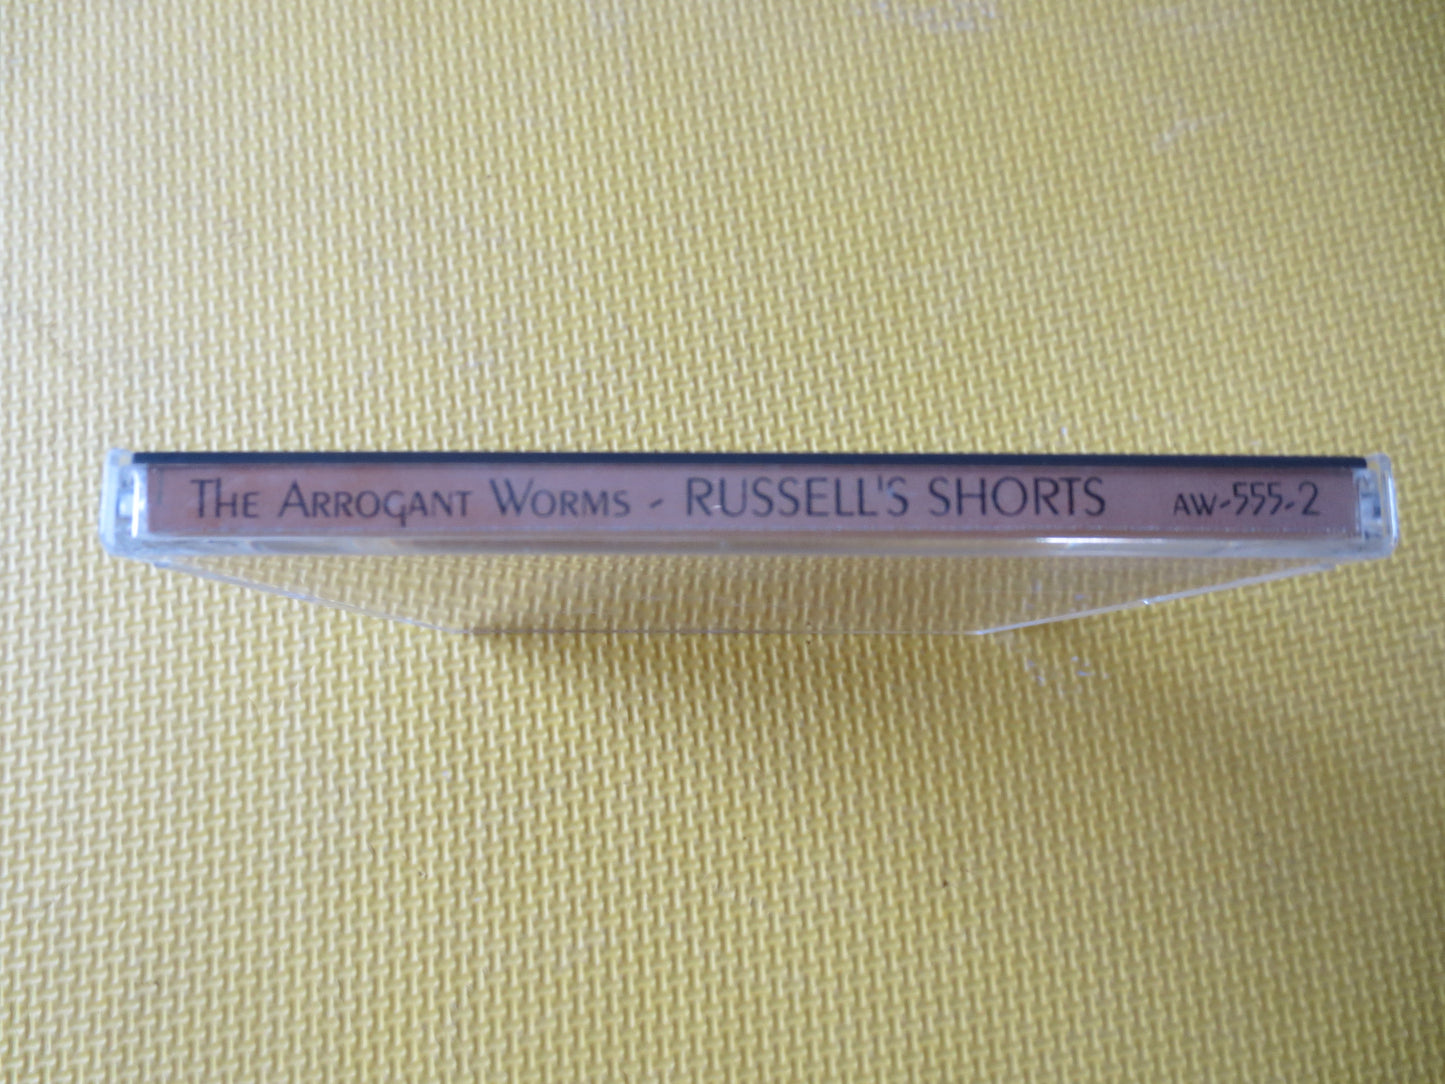 The Arrogant Worms - RUSSELL'S SHORTS AW-555-2